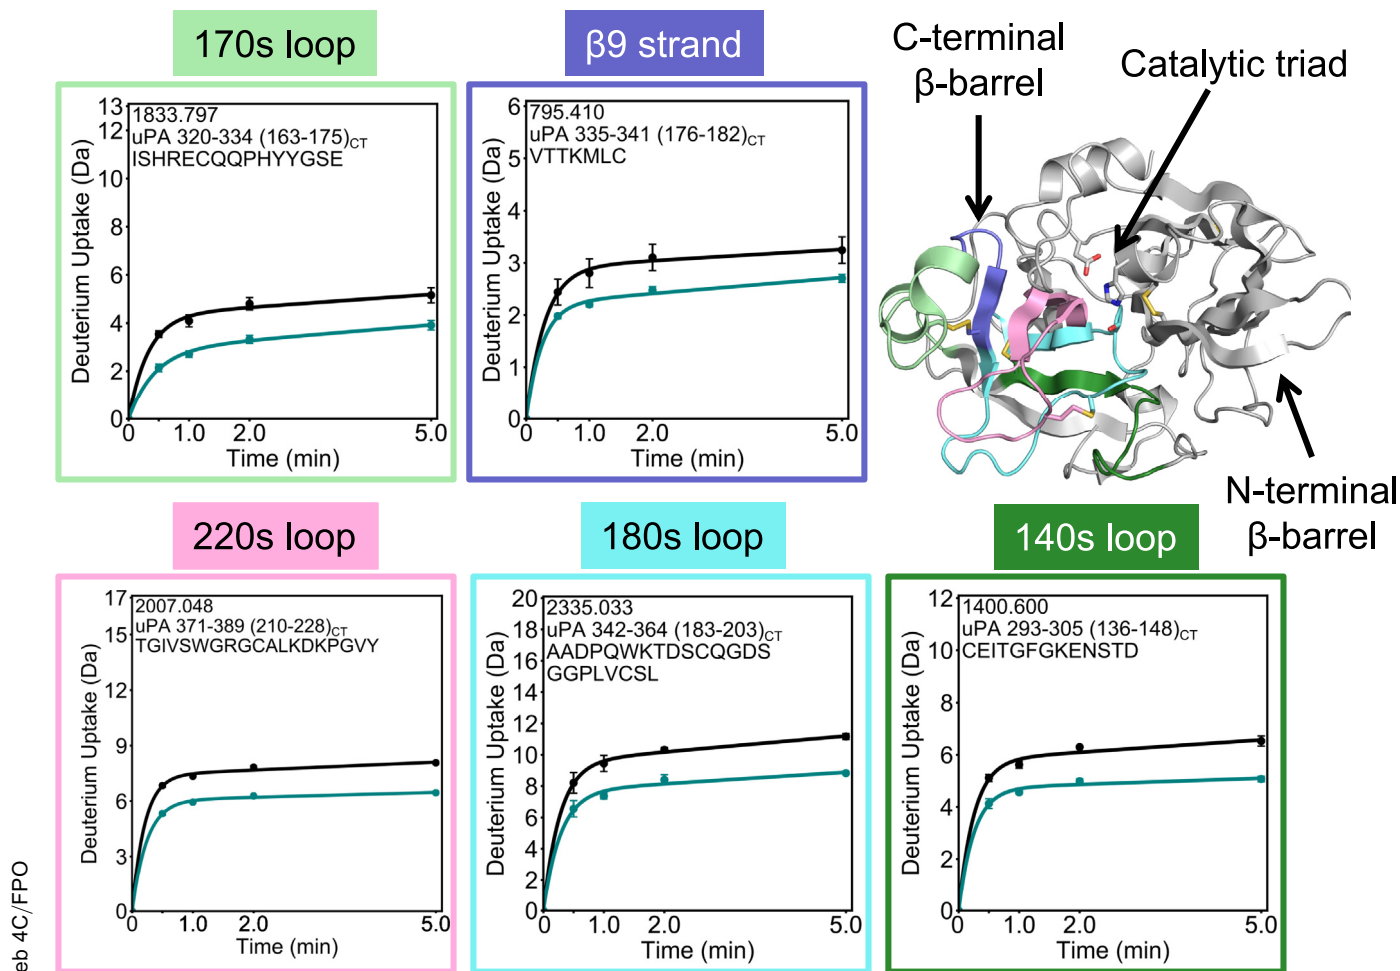 170s loop
β9 strand
C-terminal
β-barrel
Catalytic triad
N-terminal
β-barrel
Deuterium Uptake (Da)
13
12
10
8
6
4
2
0
1833.797
uPA 320-334 (163-175)CT
ISHRECQQPHYYGSE
0 1.0 2.0 5.0
Time (min)
Deuterium Uptake (Da)
6
5
4
3
2
1
0
795.410
uPA 335-341 (176-182)CT
VTTKMLC
0 1.0 2.0 5.0
Time (min)
220s loop
180s loop
140s loop
Deuterium Uptake (Da)
17
15
12
9
6
3
0
2007.048
uPA 371-389 (210-228)CT
TGIVSWGRGCALKDKPGVY
0 1.0 2.0 5.0
Time (min)
Deuterium Uptake (Da)
20
18
16
14
12
10
8
6
4
2
0
2335.033
uPA 342-364 (183-203)CT
AADPQWKTDSCQGDS
GGPLVCSL
0 1.0 2.0 5.0
Time (min)
Deuterium Uptake (Da)
12
10
8
6
4
2
0
1400.600
uPA 293-305 (136-148)CT
CEITGFGKENSTD
0 1.0 2.0 5.0
Time (min)
eb 4C/FPO